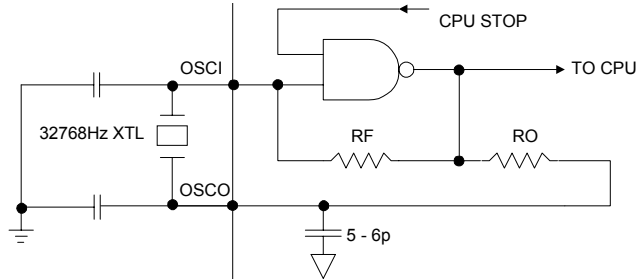 CPU STOP
OSCI
TO CPU
32768Hz XTL
RF
RO
OSCO
5 - 6p